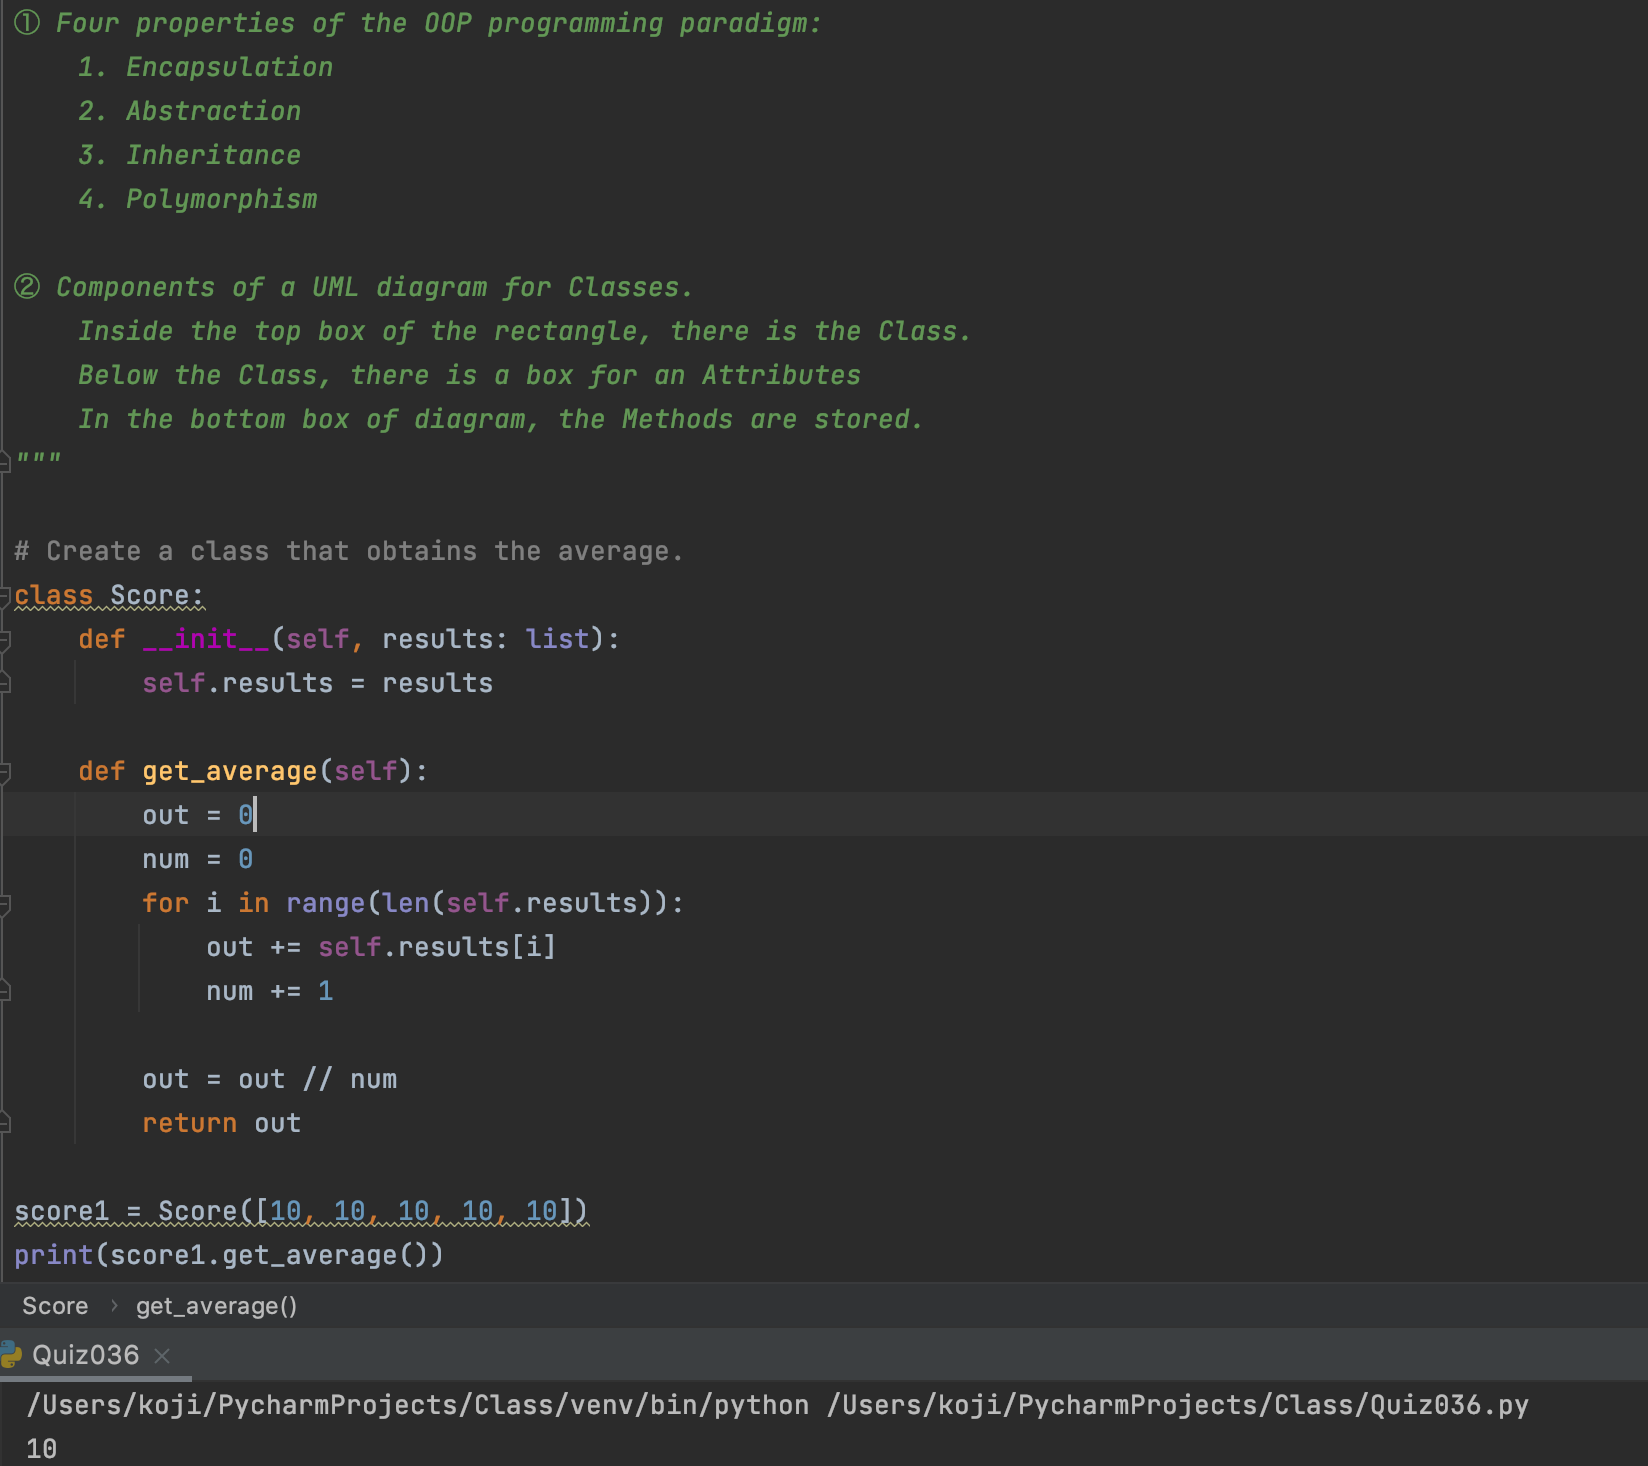 ① Four properties of the OOP programming paradigm:
    1. Encapsulation
    2. Abstraction
    3. Inheritance
    4. Polymorphism

② Components of a UML diagram for Classes.
    Inside the top box of the rectangle, there is the Class.
    Below the Class, there is a box for an Attributes
    In the bottom box of diagram, the Methods are stored.
"""

# Create a class that obtains the average.
class Score:
    def __init__(self, results: list):
        self.results = results

    def get_average(self):
        out = 0
        num = 0
        for i in range(len(self.results)):
            out += self.results[i]
            num += 1

        out = out // num
        return out

score1 = Score([10, 10, 10, 10, 10])
print(score1.get_average())
Score › get_average()
Quiz036 ×
/Users/koji/PycharmProjects/Class/venv/bin/python /Users/koji/PycharmProjects/Class/Quiz036.py
10